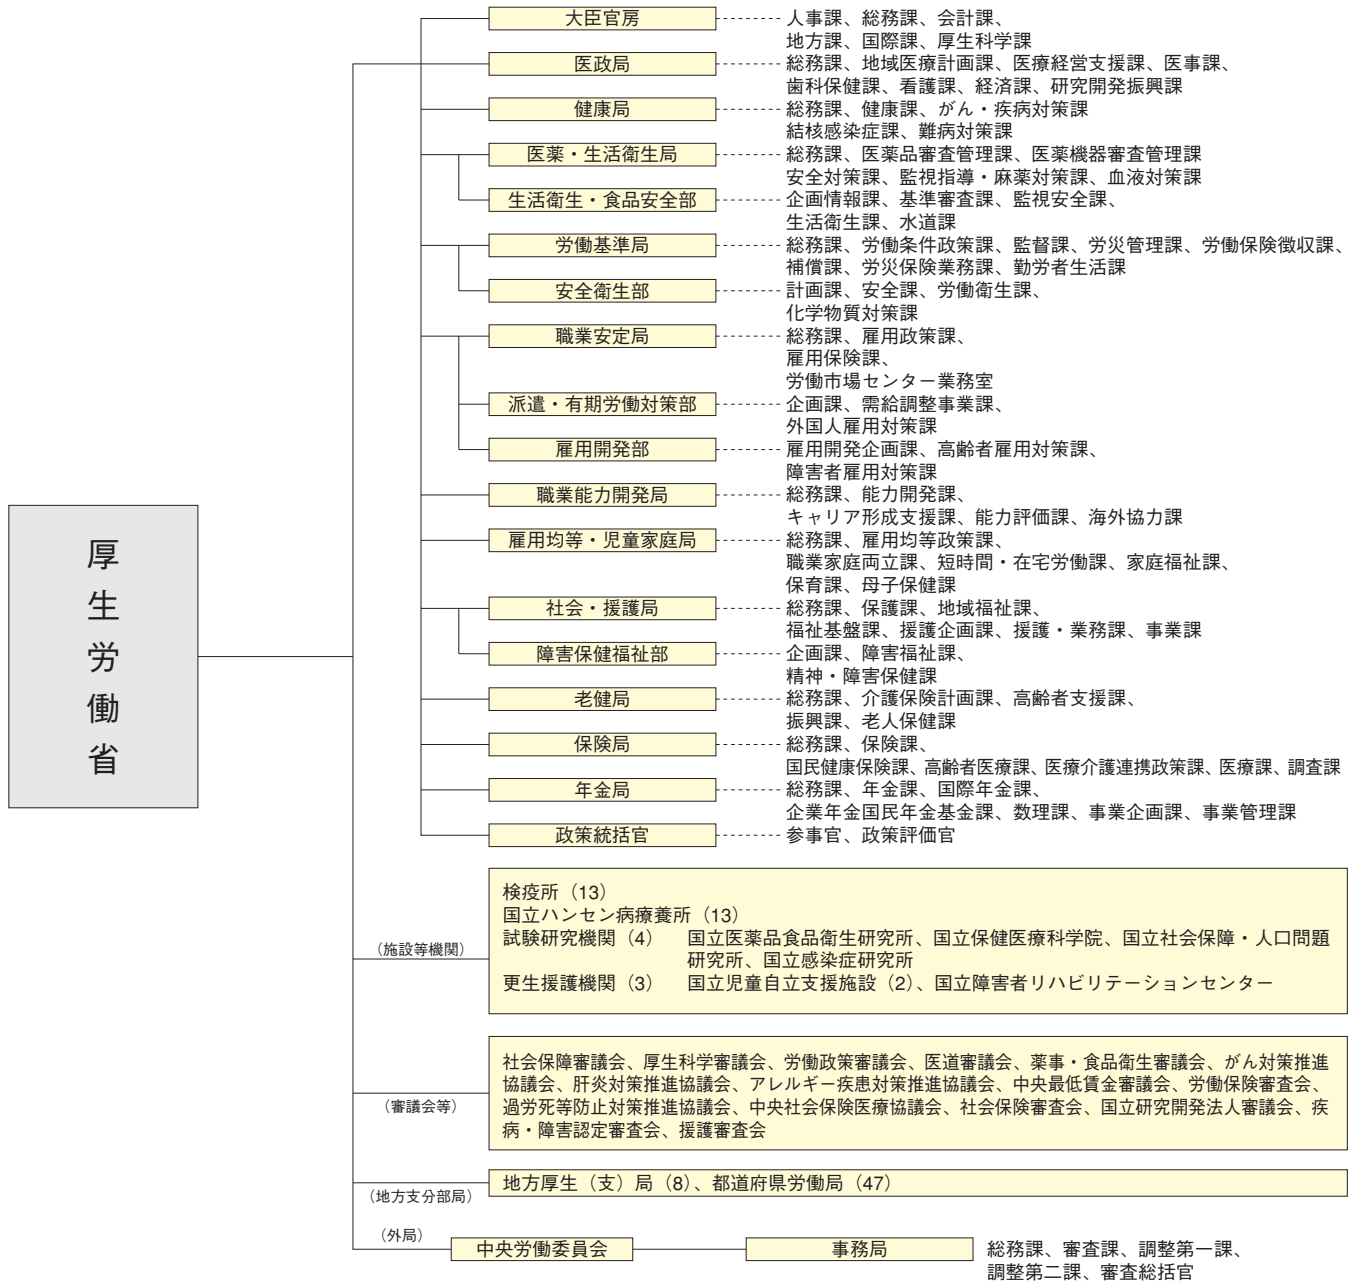 厚生労働省
大臣官房 人事課、総務課、会計課、
地方課、国際課、厚生科学課
医政局 総務課、地域医療計画課、医療経営支援課、医事課、
歯科保健課、看護課、経済課、研究開発振興課
健康局 総務課、健康課、がん・疾病対策課
結核感染症課、難病対策課
医薬・生活衛生局 総務課、医薬品審査管理課、医薬機器審査管理課
安全対策課、監視指導・麻薬対策課、血液対策課
生活衛生・食品安全部 企画情報課、基準審査課、監視安全課、
生活衛生課、水道課
労働基準局 総務課、労働条件政策課、監督課、労災管理課、労働保険徴収課、
補償課、労災保険業務課、勤労者生活課
安全衛生部 計画課、安全課、労働衛生課、
化学物質対策課
職業安定局 総務課、雇用政策課、
雇用保険課、
労働市場センター業務室
派遣・有期労働対策部 企画課、需給調整事業課、
外国人雇用対策課
雇用開発部 雇用開発企画課、高齢者雇用対策課、
障害者雇用対策課
職業能力開発局 総務課、能力開発課、
キャリア形成支援課、能力評価課、海外協力課
雇用均等・児童家庭局 総務課、雇用均等政策課、
職業家庭両立課、短時間・在宅労働課、家庭福祉課、
保育課、母子保健課
社会・援護局 総務課、保護課、地域福祉課、
福祉基盤課、援護企画課、援護・業務課、事業課
障害保健福祉部 企画課、障害福祉課、
精神・障害保健課
老健局 総務課、介護保険計画課、高齢者支援課、
振興課、老人保健課
保険局 総務課、保険課、
国民健康保険課、高齢者医療課、医療介護連携政策課、医療課、調査課
年金局 総務課、年金課、国際年金課、
企業年金国民年金基金課、数理課、事業企画課、事業管理課
政策統括官 参事官、政策評価官
(施設等機関)
検疫所(13)
国立ハンセン病療養所(13)
試験研究機関(4) 国立医薬品食品衛生研究所、国立保健医療科学院、国立社会保障・人口問題
研究所、国立感染症研究所
更生援護機関(3) 国立児童自立支援施設(2)、国立障害者リハビリテーションセンター
(審議会等)
社会保障審議会、厚生科学審議会、労働政策審議会、医道審議会、薬事・食品衛生審議会、がん対策推進
協議会、肝炎対策推進協議会、アレルギー疾患対策推進協議会、中央最低賃金審議会、労働保険審査会、
過労死等防止対策推進協議会、中央社会保険医療協議会、社会保険審査会、国立研究開発法人審議会、疾
病・障害認定審査会、援護審査会
(地方支分部局)
地方厚生(支)局(8)、都道府県労働局(47)
(外局)
中央労働委員会 事務局 総務課、審査課、調整第一課、
調整第二課、審査総括官